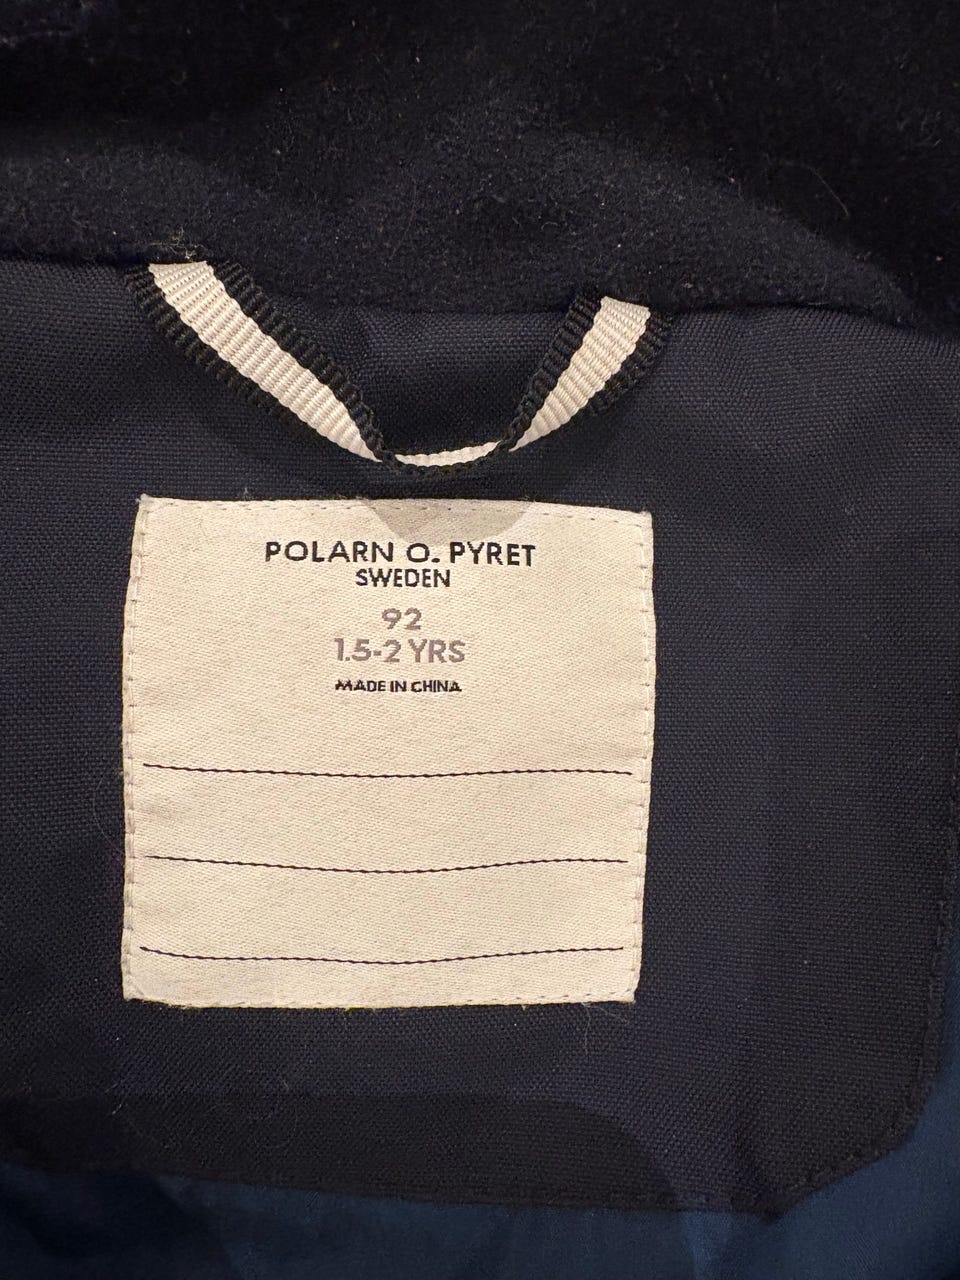 POLARN O. PYRET
SWEDEN
92
1.5-2 YRS
MADE IN CHINA